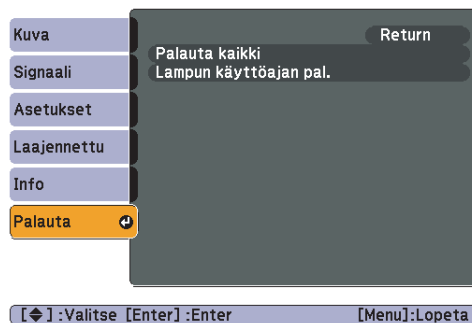 Kuva
Signaali
Asetukset
Laajennettu
Info
Palauta
Return
Palauta kaikki
Lampun käyttöajan pal.
[◆] :Valitse [Enter] :Enter [Menu]:Lopeta